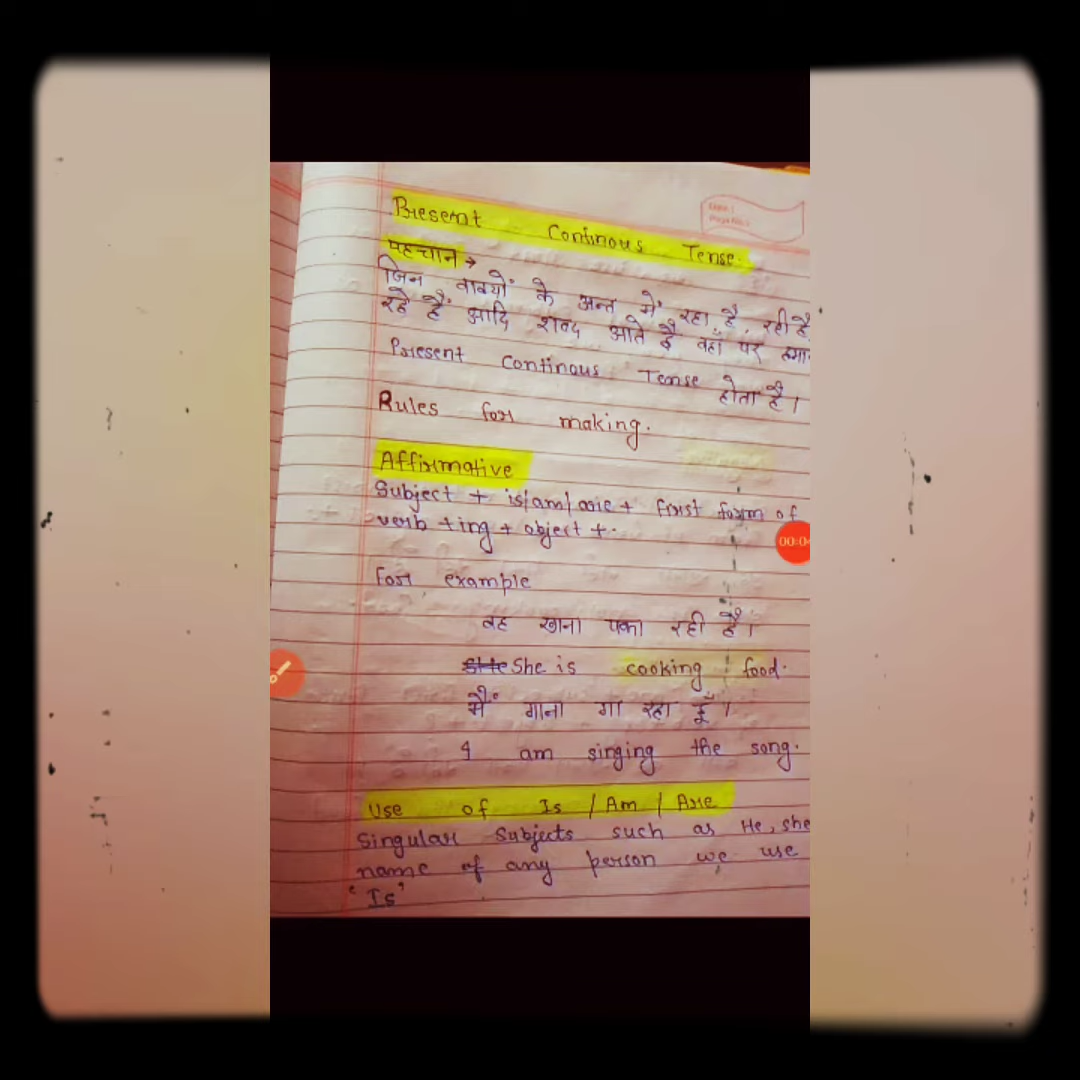 Present Continous Tense.
पहचान →
जिन वाक्यों के अन्त में रहा है, रही है,
रहे हैं आदि शब्द आते हैं वहाँ पर
Present Continous Tense होता है।
Rules for making.
Affirmative
Subject + is/am/are + first form of
verb + ing + object +..
For example
वह खाना पका रही है।
She is cooking food.
मैं गाना गा रहा हूँ।
I am singing the song.
Use of Is / Am / Are
Singular Subjects such as He, she
name of any person we use
'Is'
00:04